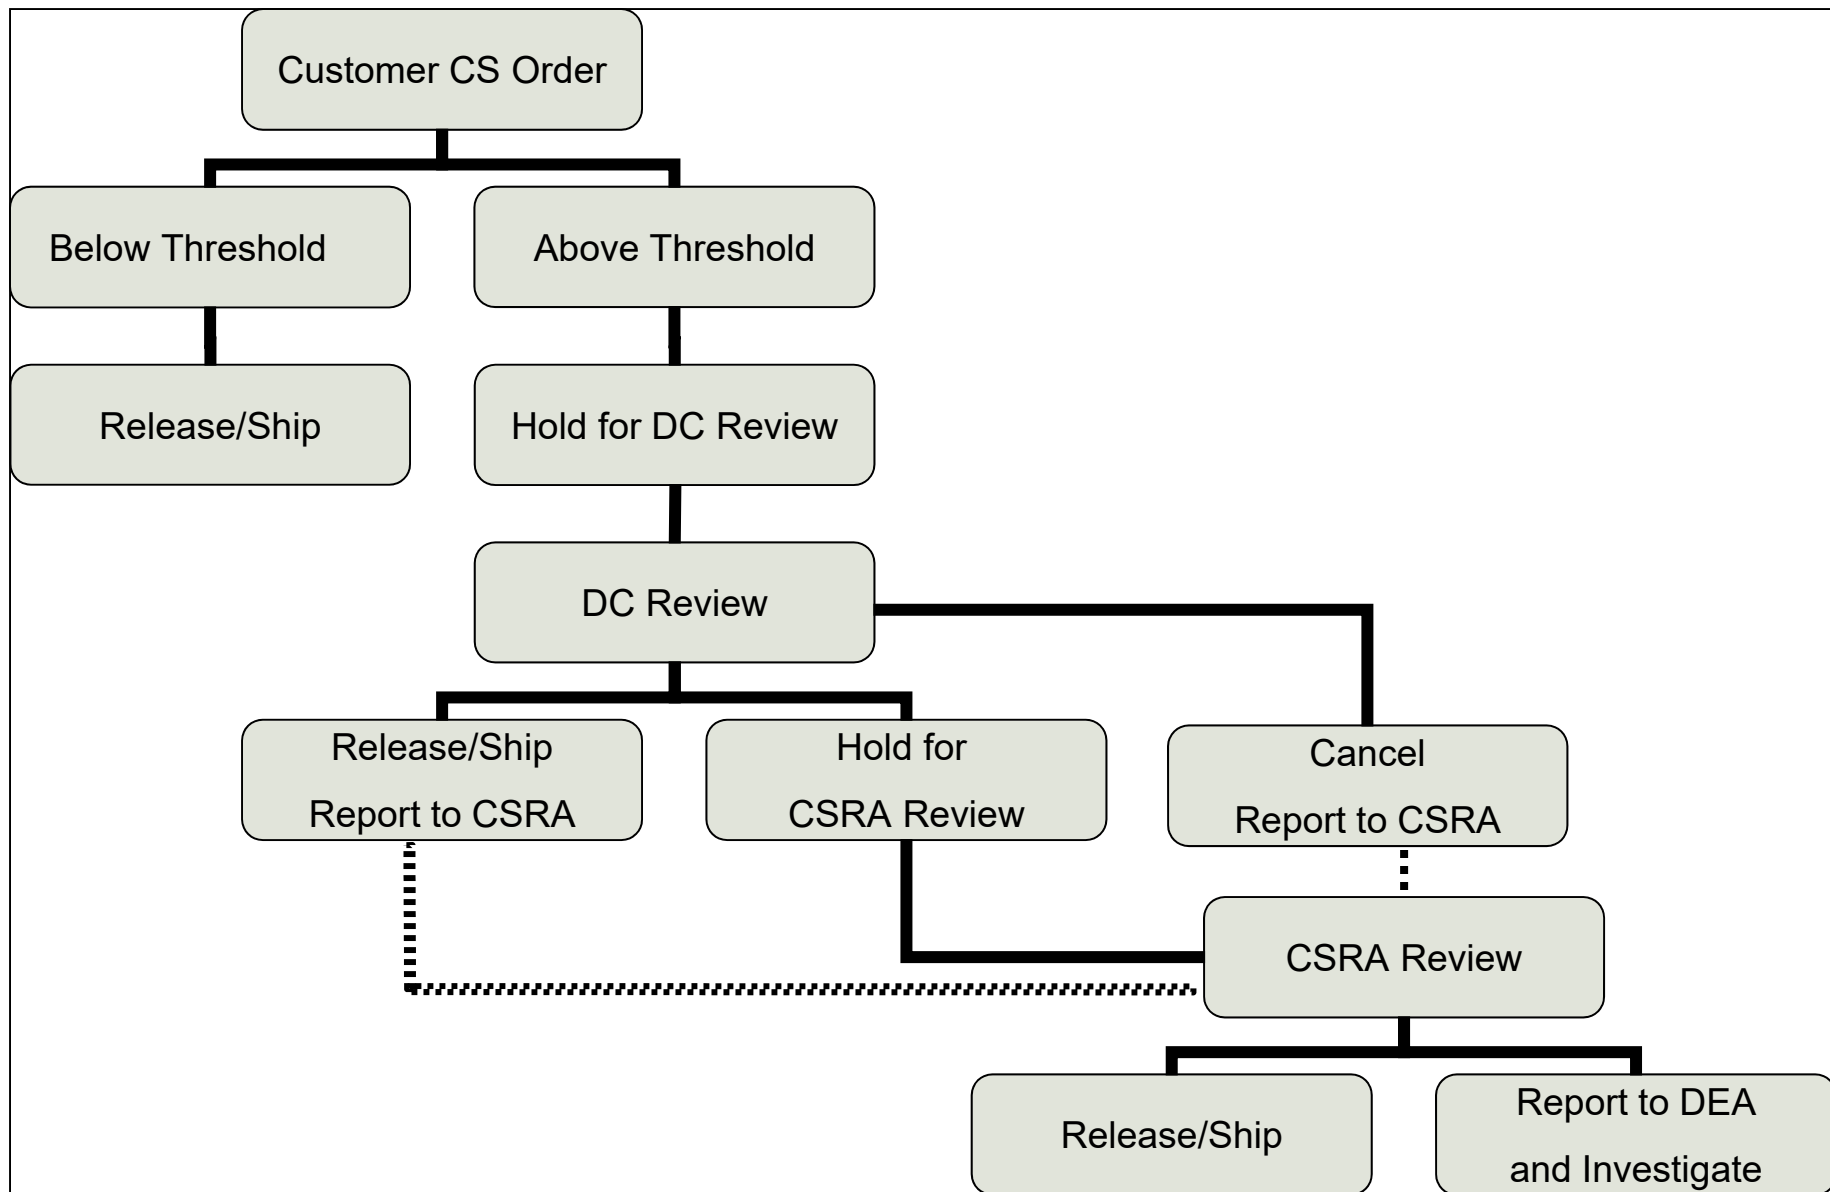 Customer CS Order
Below Threshold
Above Threshold
Release/Ship
Hold for DC Review
DC Review
Release/Ship
Report to CSRA
Hold for
CSRA Review
Cancel
Report to CSRA
CSRA Review
Release/Ship
Report to DEA
and Investigate